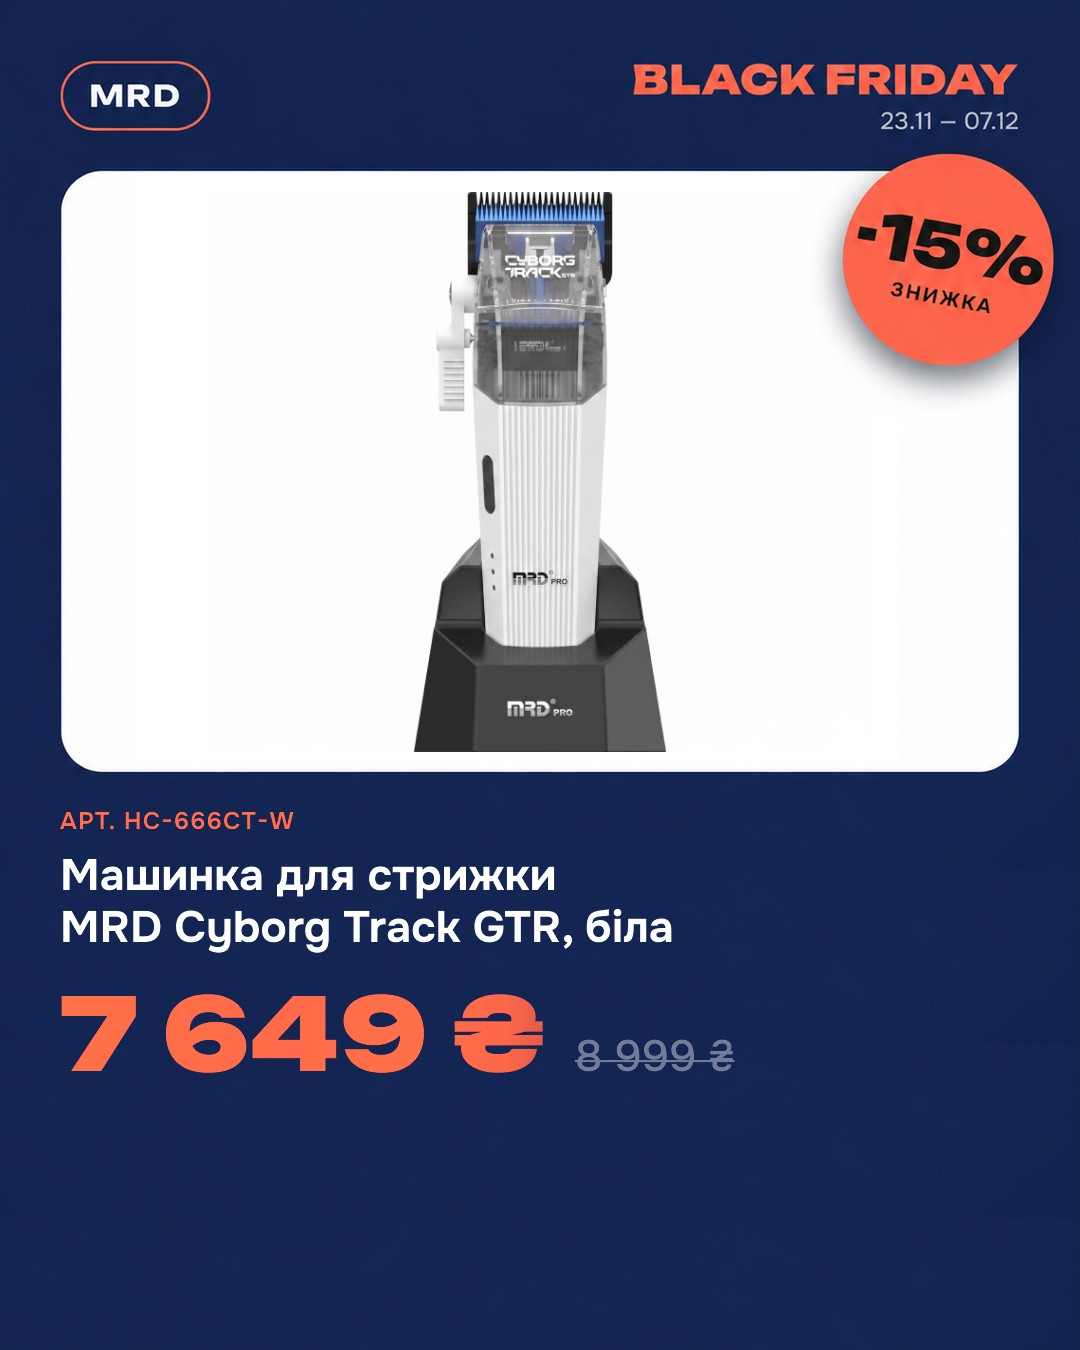 MRD
BLACK FRIDAY
23.11 – 07.12
-15%
ЗНИЖКА
CYBORG
TRACK GTR
MRD PRO
MRD PRO
АРТ. HC-666CT-W
Машинка для стрижки
MRD Cyborg Track GTR, біла
7 649 ₴ 8 999 ₴